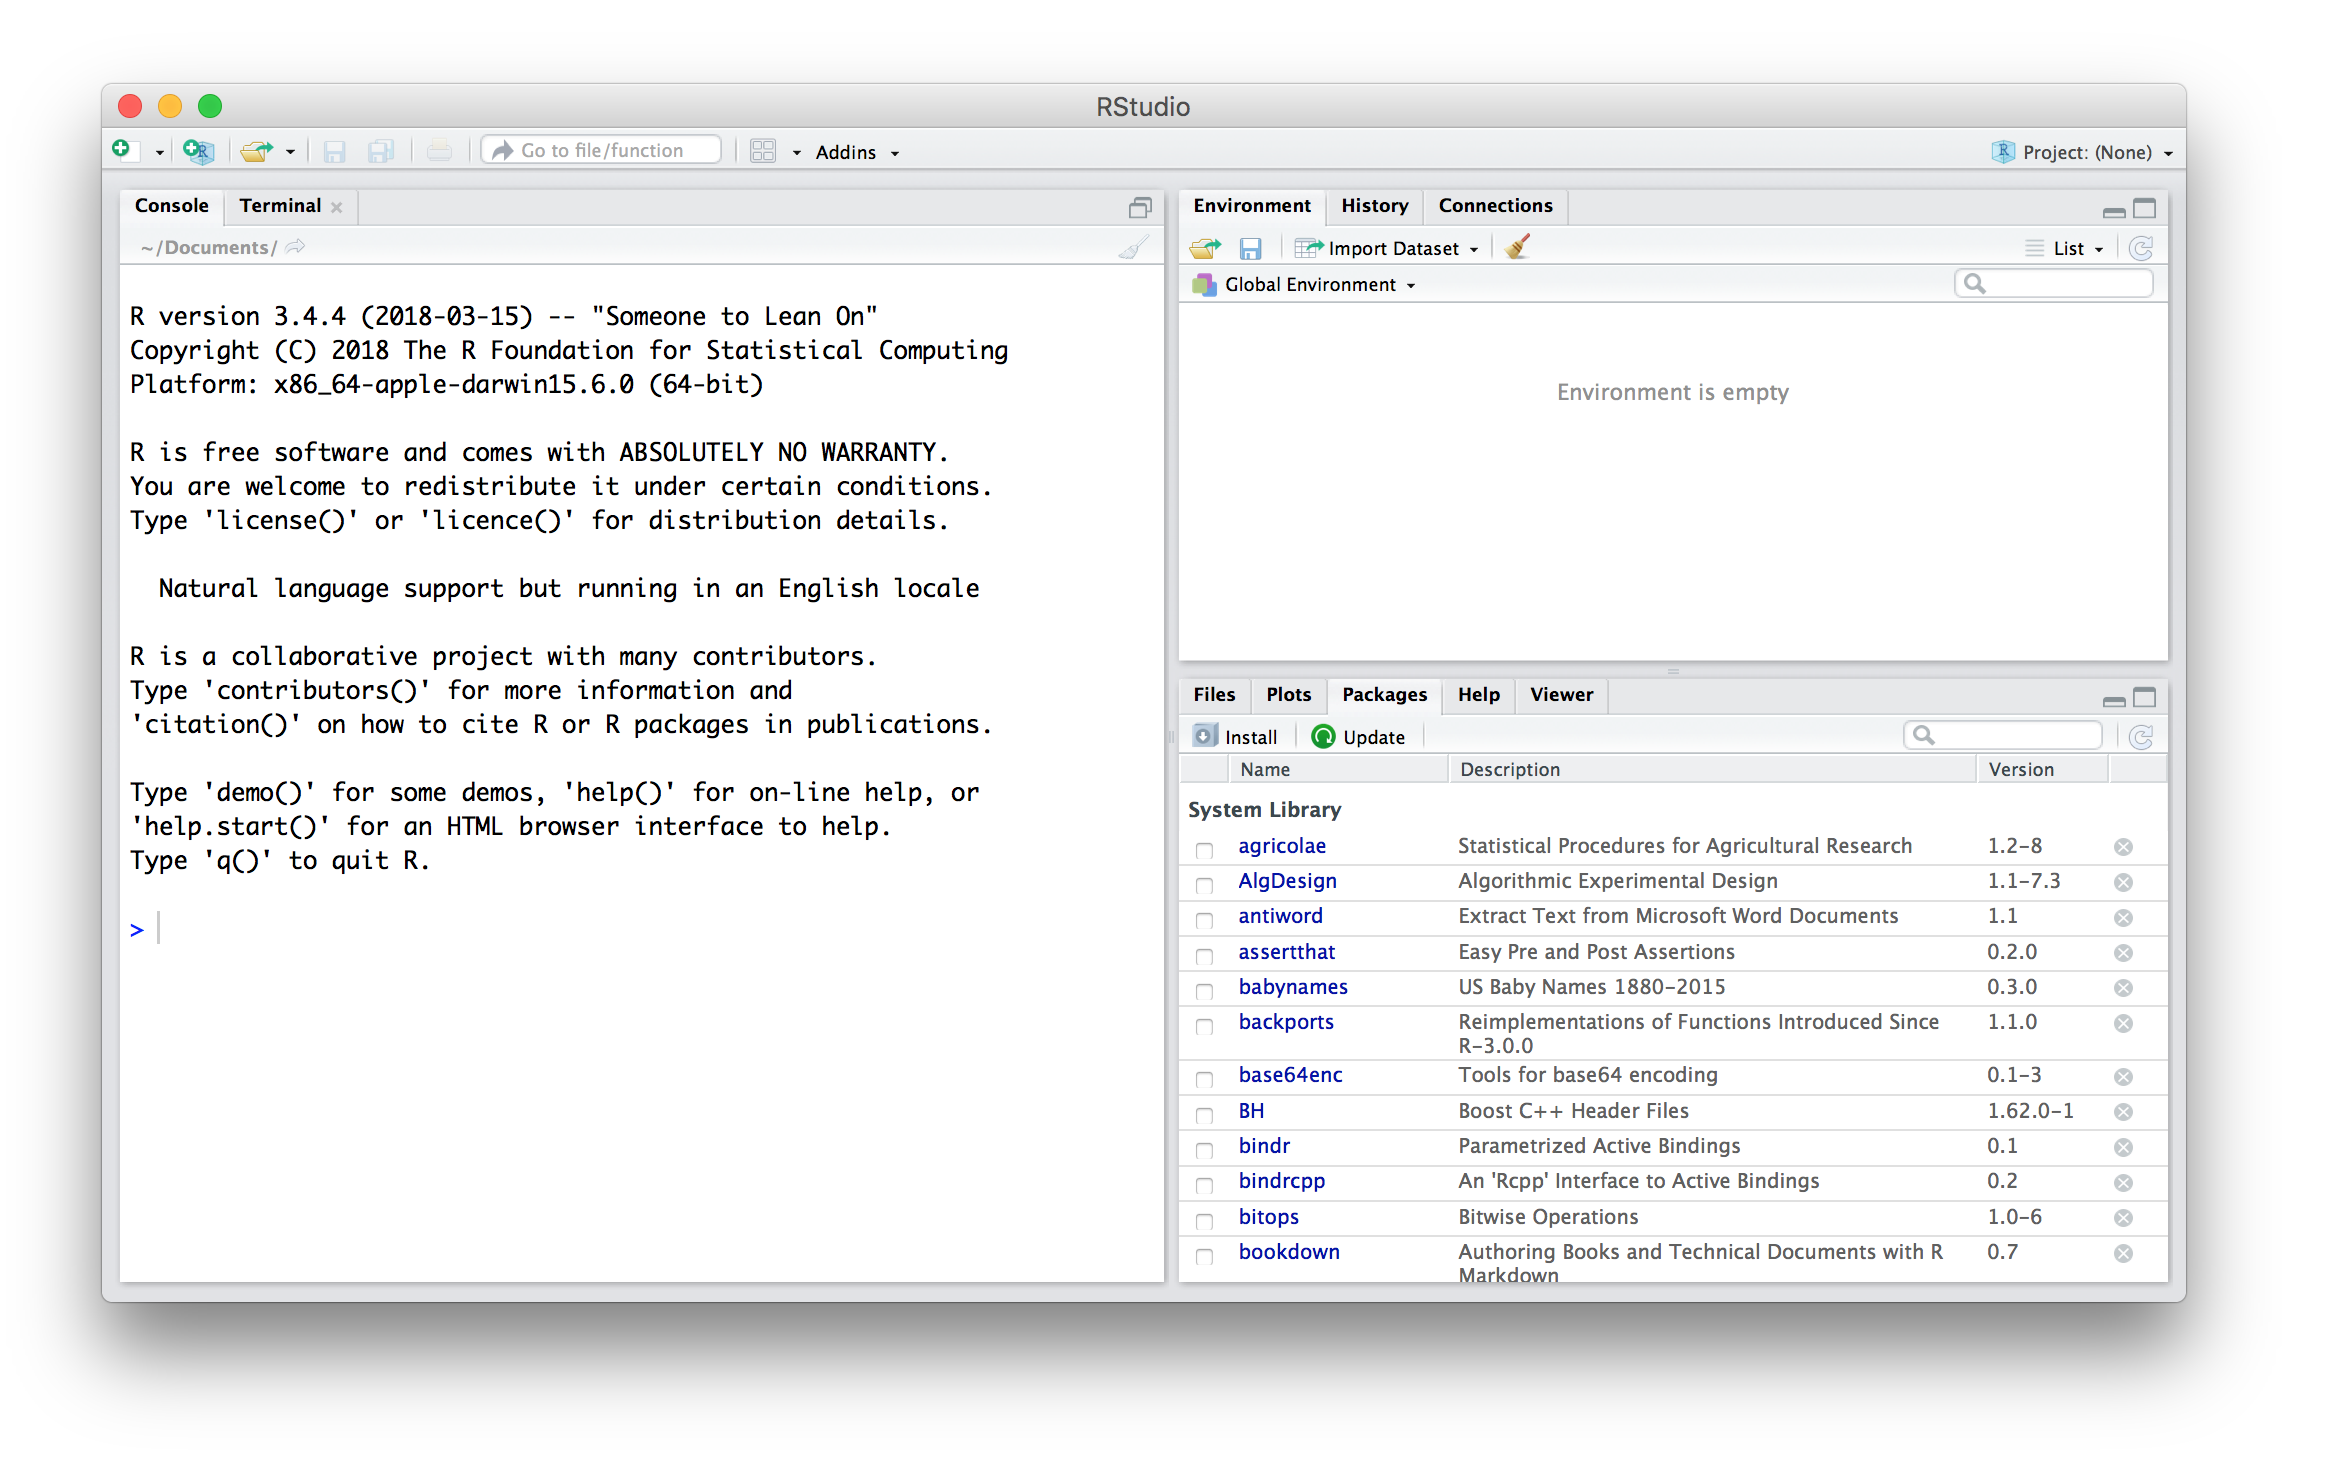 RStudio
Go to file/function
Addins
Project: (None)
Console Terminal
~/Documents/
R version 3.4.4 (2018-03-15) -- "Someone to Lean On"
Copyright (C) 2018 The R Foundation for Statistical Computing
Platform: x86_64-apple-darwin15.6.0 (64-bit)
R is free software and comes with ABSOLUTELY NO WARRANTY.
You are welcome to redistribute it under certain conditions.
Type 'license()' or 'licence()' for distribution details.
Natural language support but running in an English locale
R is a collaborative project with many contributors.
Type 'contributors()' for more information and
'citation()' on how to cite R or R packages in publications.
Type 'demo()' for some demos, 'help()' for on-line help, or
'help.start()' for an HTML browser interface to help.
Type 'q()' to quit R.
>
Environment History Connections
Import Dataset List
Global Environment
Environment is empty
Files Plots Packages Help Viewer
Install Update
Name Description Version
System Library
agricolae Statistical Procedures for Agricultural Research 1.2-8
AlgDesign Algorithmic Experimental Design 1.1-7.3
antiword Extract Text from Microsoft Word Documents 1.1
assertthat Easy Pre and Post Assertions 0.2.0
babynames US Baby Names 1880-2015 0.3.0
backports Reimplementations of Functions Introduced Since 1.1.0
R-3.0.0
base64enc Tools for base64 encoding 0.1-3
BH Boost C++ Header Files 1.62.0-1
bindr Parametrized Active Bindings 0.1
bindrcpp An 'Rcpp' Interface to Active Bindings 0.2
bitops Bitwise Operations 1.0-6
bookdown Authoring Books and Technical Documents with R 0.7
Markdown